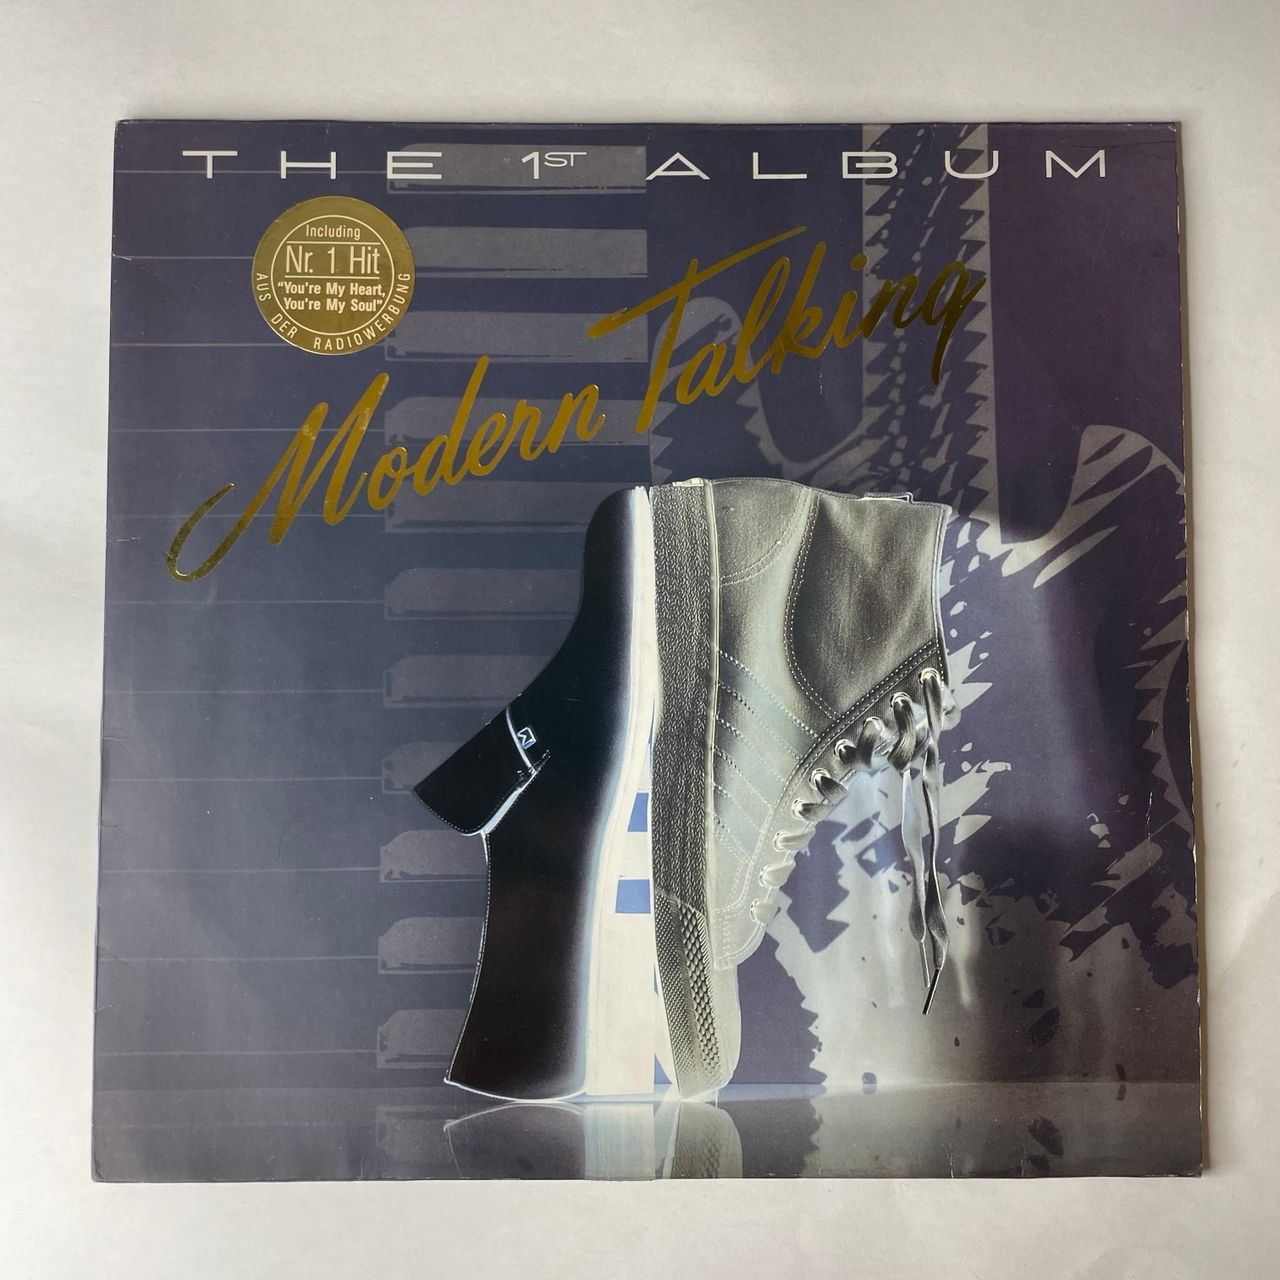 THE 1ST ALBUM
Including
Nr. 1 Hit
"You're My Heart,
You're My Soul"
AUS DER RADIOWERBUNG
Modern Talking
M